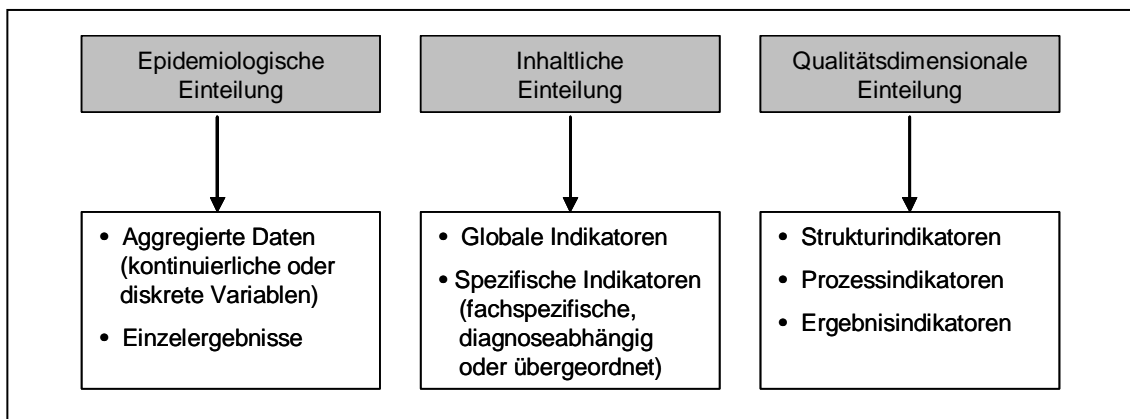 Epidemiologische
Einteilung
• Aggregierte Daten
(kontinuierliche oder
diskrete Variablen)
• Einzelergebnisse
Inhaltliche
Einteilung
• Globale Indikatoren
• Spezifische Indikatoren
(fachspezifische,
diagnoseabhängig
oder übergeordnet)
Qualitätsdimensionale
Einteilung
• Strukturindikatoren
• Prozessindikatoren
• Ergebnisindikatoren